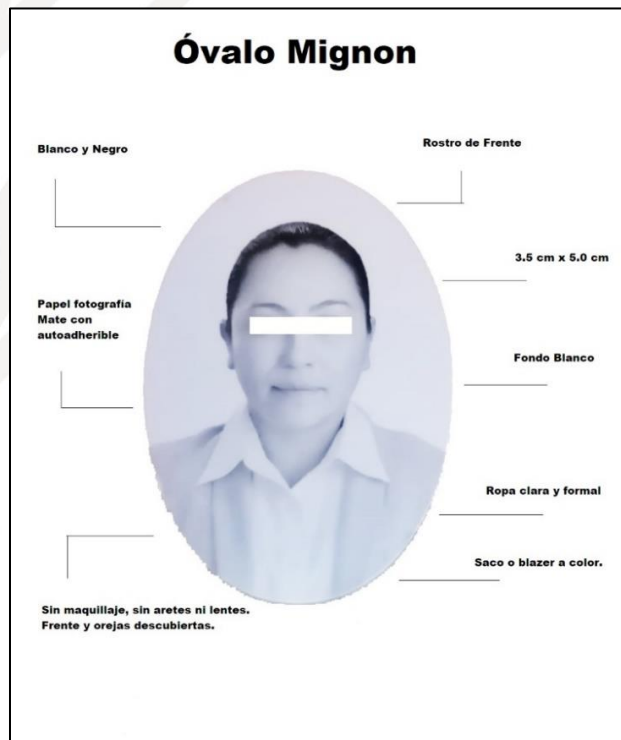 Óvalo Mignon
Blanco y Negro
Rostro de Frente
3.5 cm x 5.0 cm
Papel fotografía
Mate con
autoadherible
Fondo Blanco
Ropa clara y formal
Saco o blazer a color.
Sin maquillaje, sin aretes ni lentes.
Frente y orejas descubiertas.